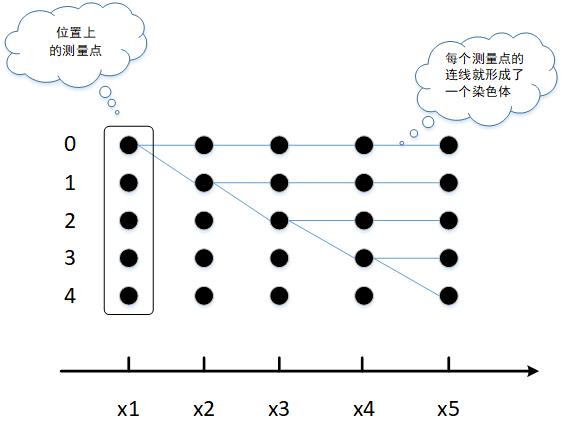 位置上
的测量点
每个测量点的
连线就形成了
一个染色体
0
1
2
3
4
x1 x2 x3 x4 x5